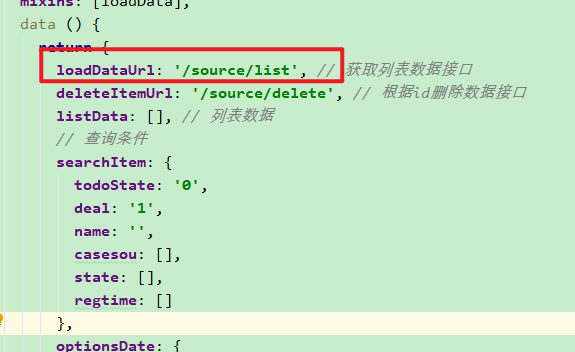 mixins: [loadData],
data () {
return {
loadDataUrl: '/source/list', // 获取列表数据接口
deleteItemUrl: '/source/delete', // 根据id删除数据接口
listData: [], // 列表数据
// 查询条件
searchItem: {
todoState: '0',
deal: '1',
name: '',
casesou: [],
state: [],
regtime: []
},
optionsDate: {